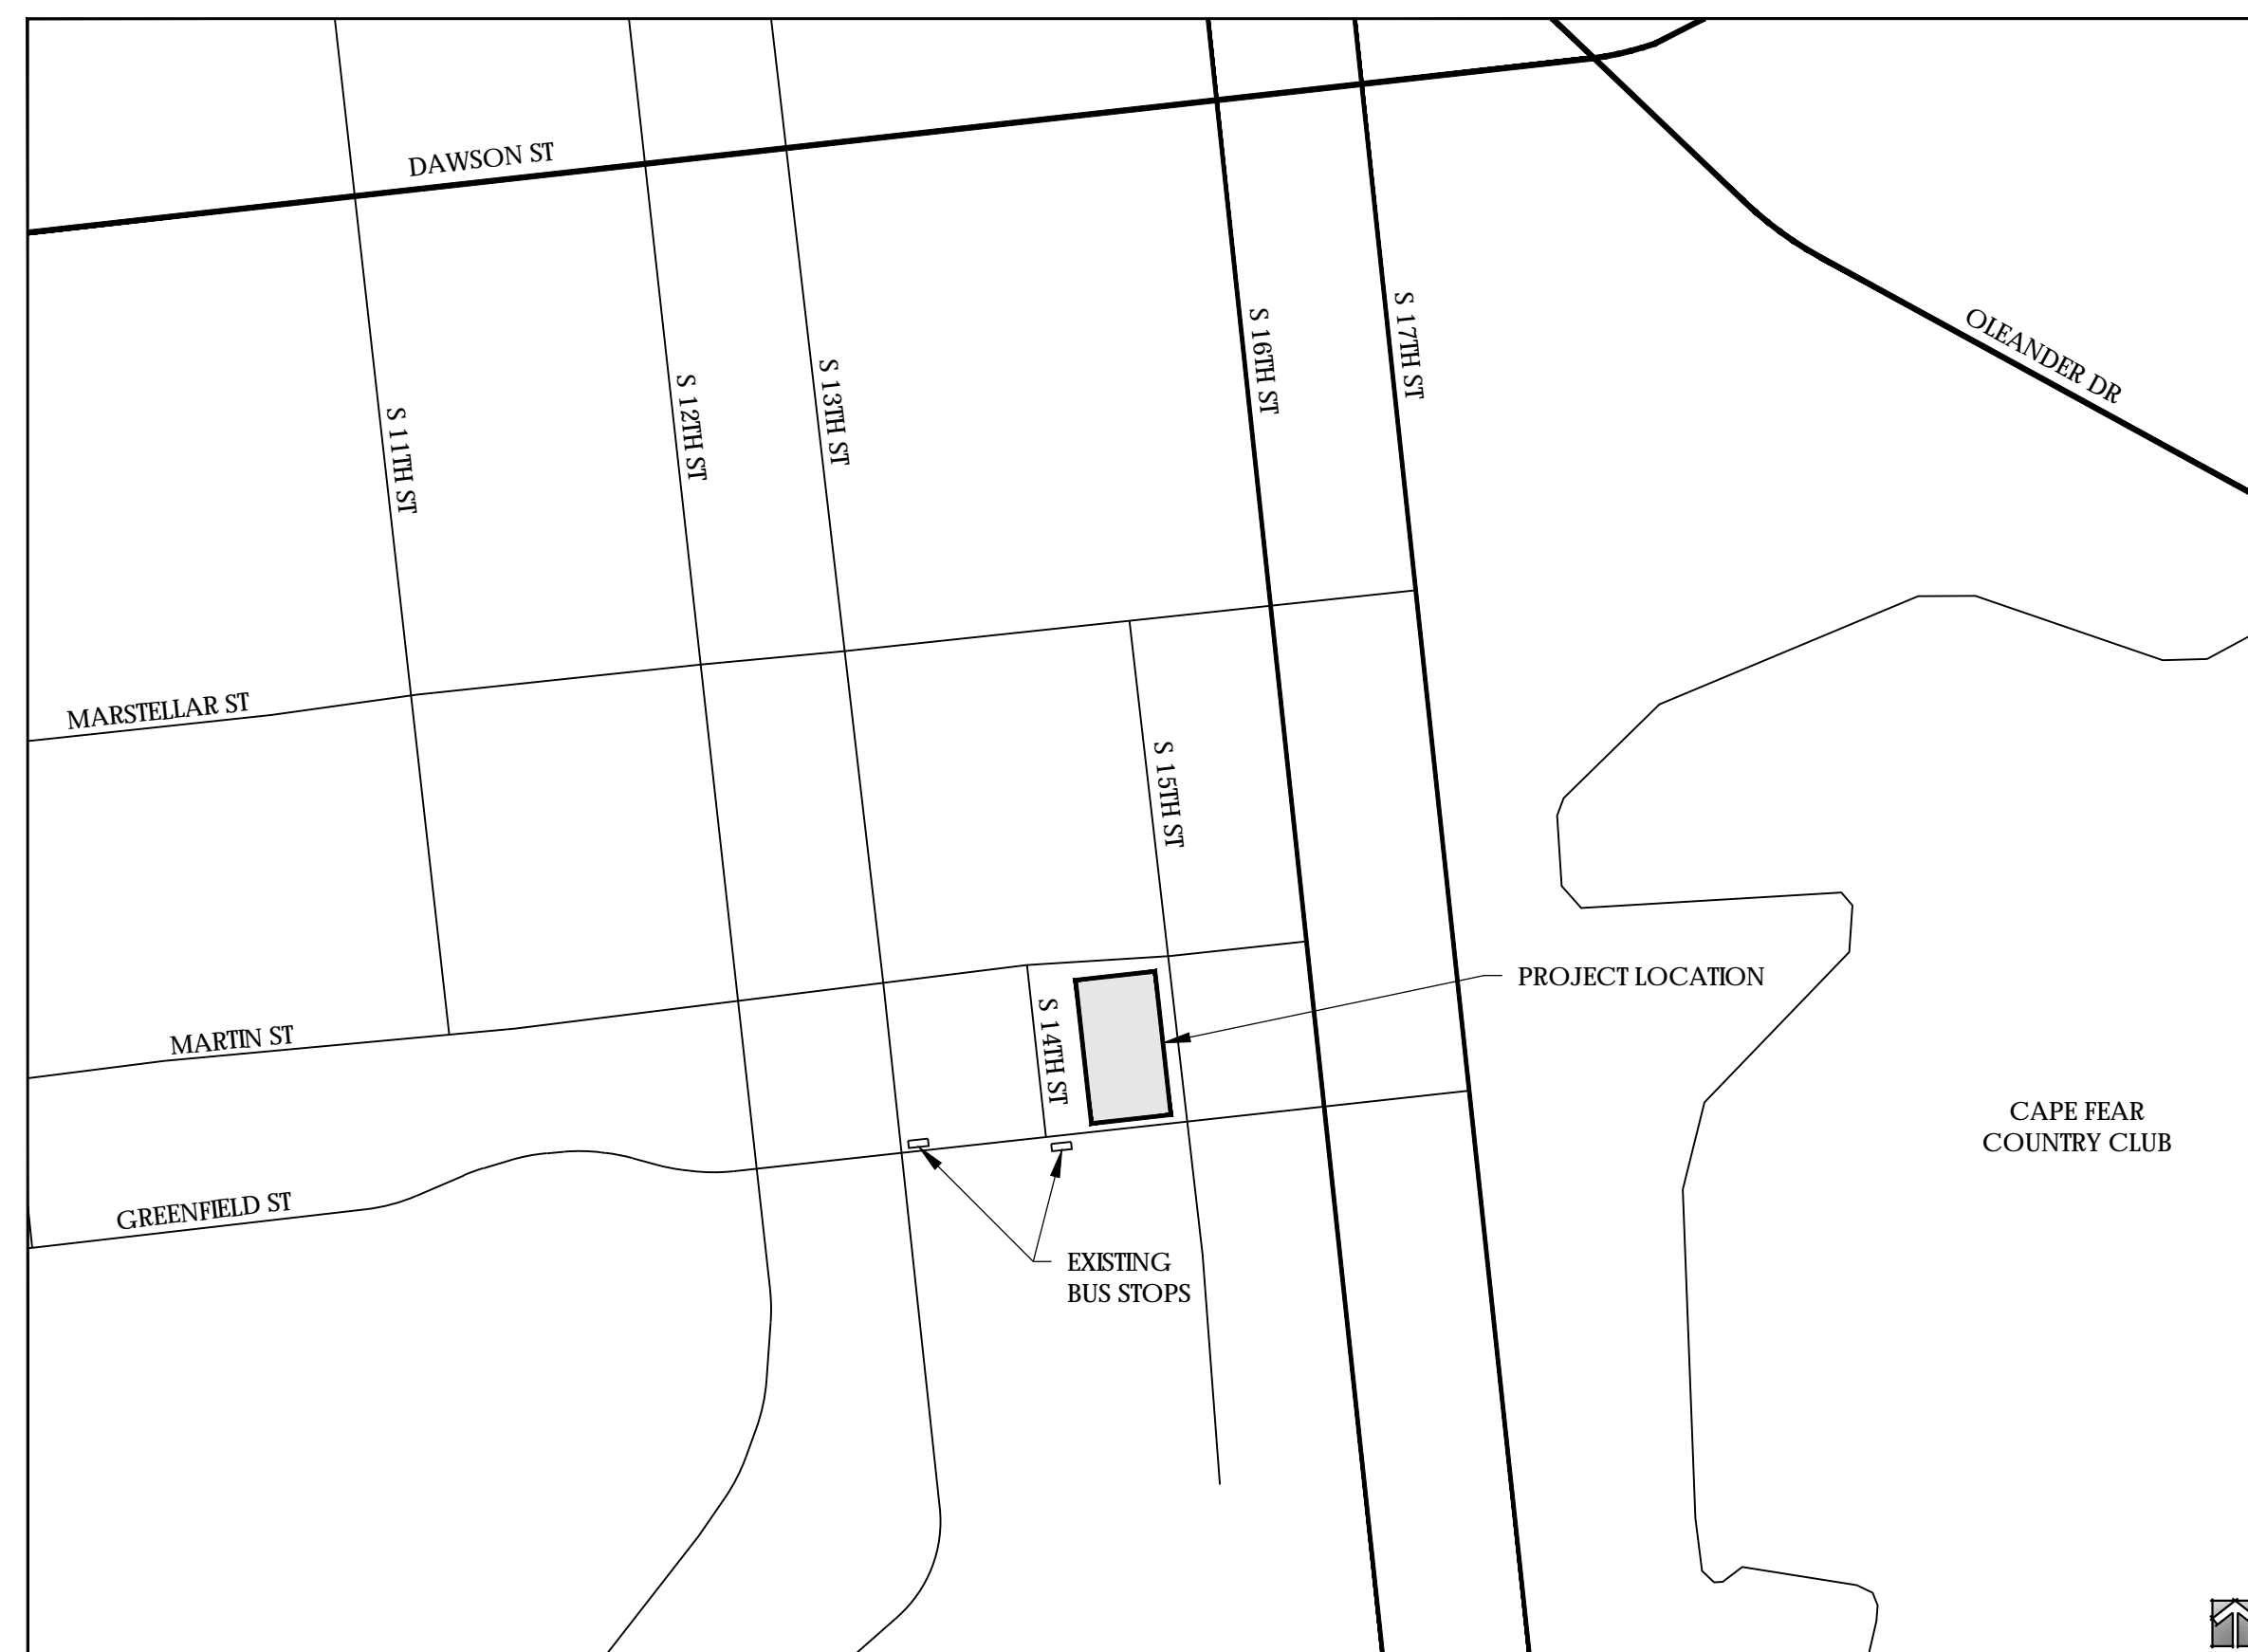 DAWSON ST
S 11TH ST
S 12TH ST
S 13TH ST
S 16TH ST
S 17TH ST
OLEANDER DR
MARSTELLAR ST
S 15TH ST
PROJECT LOCATION
S 14TH ST
MARTIN ST
CAPE FEAR
COUNTRY CLUB
GREENFIELD ST
EXISTING
BUS STOPS